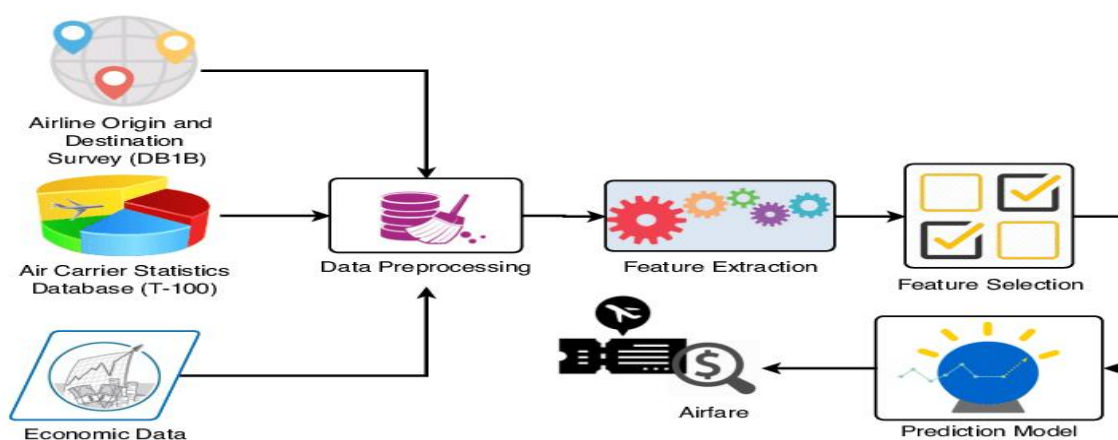 Airline Origin and
Destination
Survey (DB1B)
Air Carrier Statistics
Database (T-100)
Economic Data
Data Preprocessing
Feature Extraction
Feature Selection
Prediction Model
$
Airfare